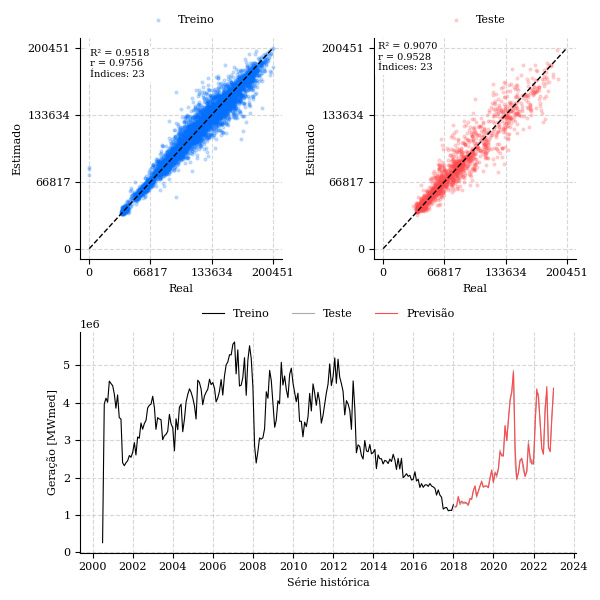 Treino
Teste
R² = 0.9518
r = 0.9756
Índices: 23
R² = 0.9070
r = 0.9528
Índices: 23
200451
133634
66817
0
Estimado
0
66817
133634
200451
Real
200451
133634
66817
0
Estimado
0
66817
133634
200451
Real
Treino
Teste
Previsão
1e6
5
4
3
2
1
0
Geração [MWmed]
2000
2002
2004
2006
2008
2010
2012
2014
2016
2018
2020
2022
2024
Série histórica